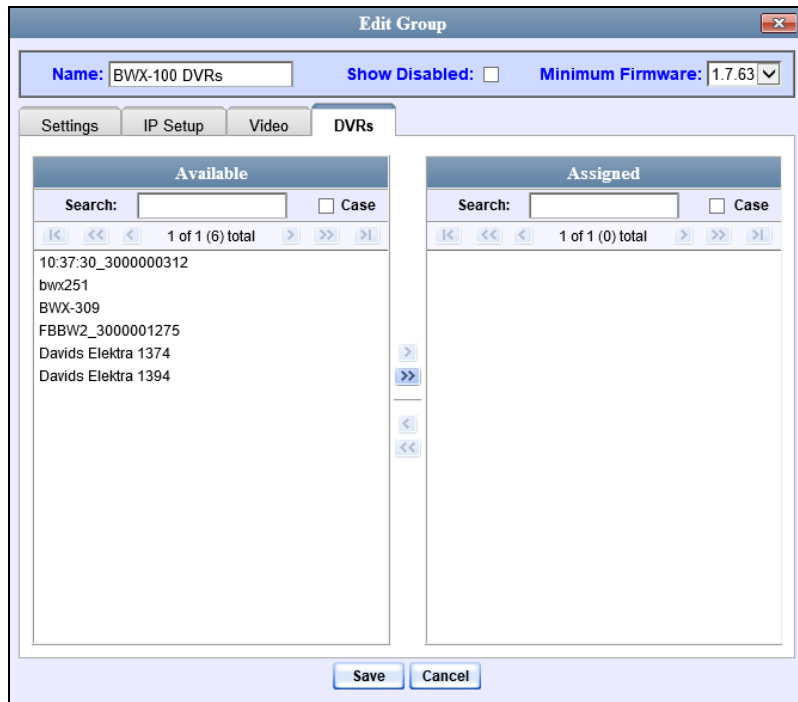 Edit Group
Name: BWX-100 DVRs Show Disabled: Minimum Firmware: 1.7.63
Settings IP Setup Video DVRs
Available
Search: Case
|< << < 1 of 1 (6) total > >> >|
10:37:30_3000000312
bwx251
BWX-309
FBBW2_3000001275
Davids Elektra 1374
Davids Elektra 1394
>
>>
<
<<
Assigned
Search: Case
|< << < 1 of 1 (0) total > >> >|
Save Cancel